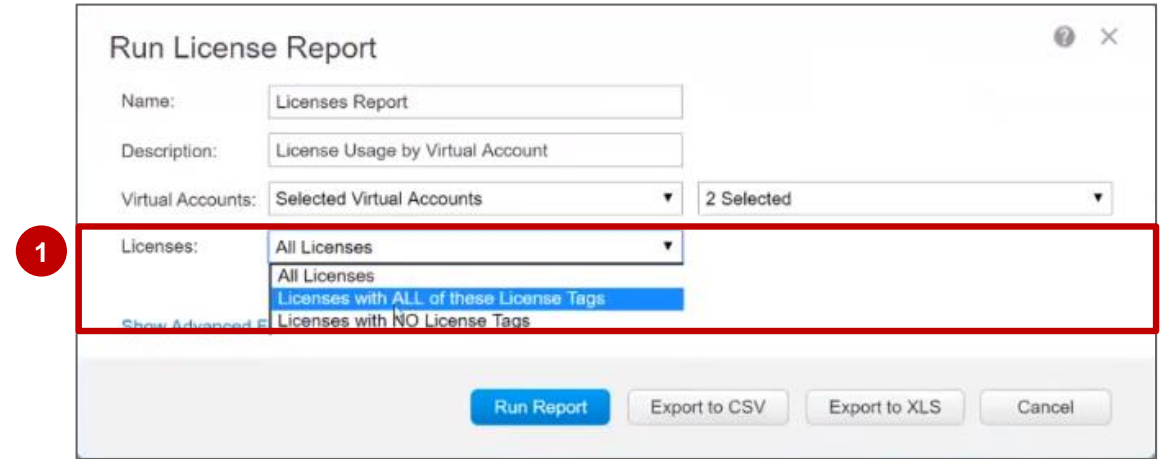 Run License Report
Name: Licenses Report
Description: License Usage by Virtual Account
Virtual Accounts: Selected Virtual Accounts 2 Selected
1
Licenses: All Licenses
All Licenses
Licenses with ALL of these License Tags
Show Advanced Licenses with NO License Tags
Run Report Export to CSV Export to XLS Cancel